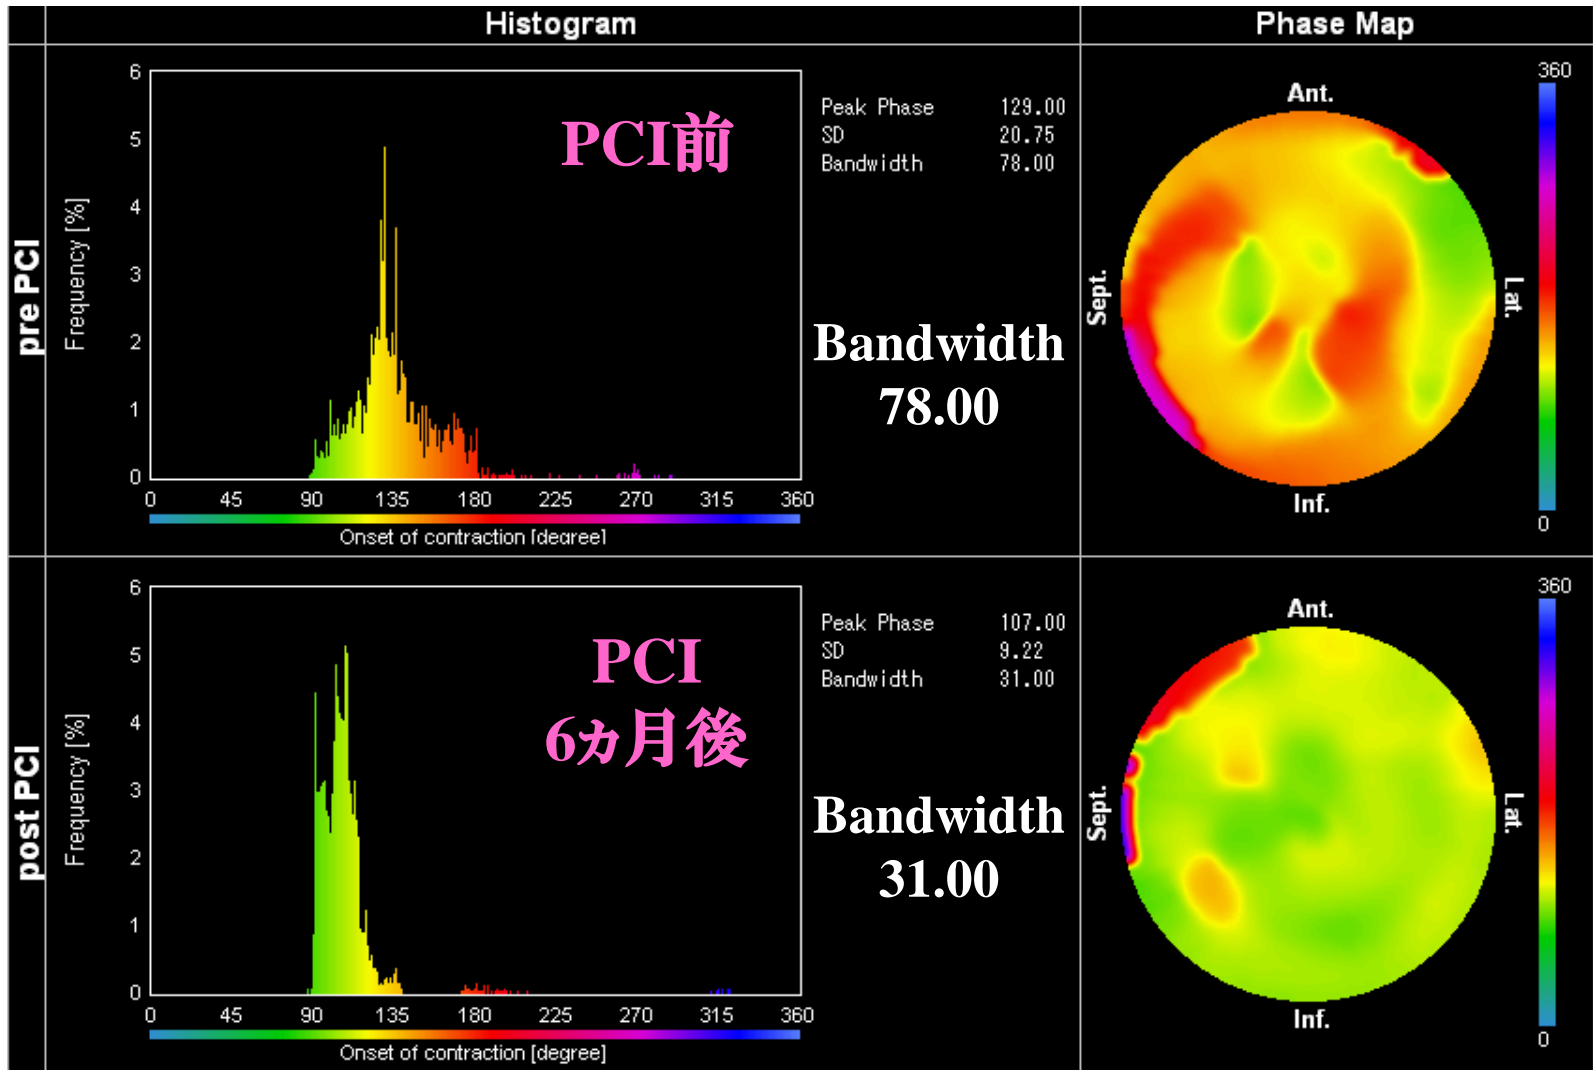 Histogram
Phase Map
pre PCI
Frequency [%]
6
5
4
3
2
1
0
0 45 90 135 180 225 270 315 360
Onset of contraction [degree]
PCI前
Peak Phase 129.00
SD 20.75
Bandwidth 78.00
Bandwidth
78.00
Ant.
Sept.
Lat.
Inf.
360
0
post PCI
Frequency [%]
6
5
4
3
2
1
0
0 45 90 135 180 225 270 315 360
Onset of contraction [degree]
PCI
6ヵ月後
Peak Phase 107.00
SD 9.22
Bandwidth 31.00
Bandwidth
31.00
Ant.
Sept.
Lat.
Inf.
360
0